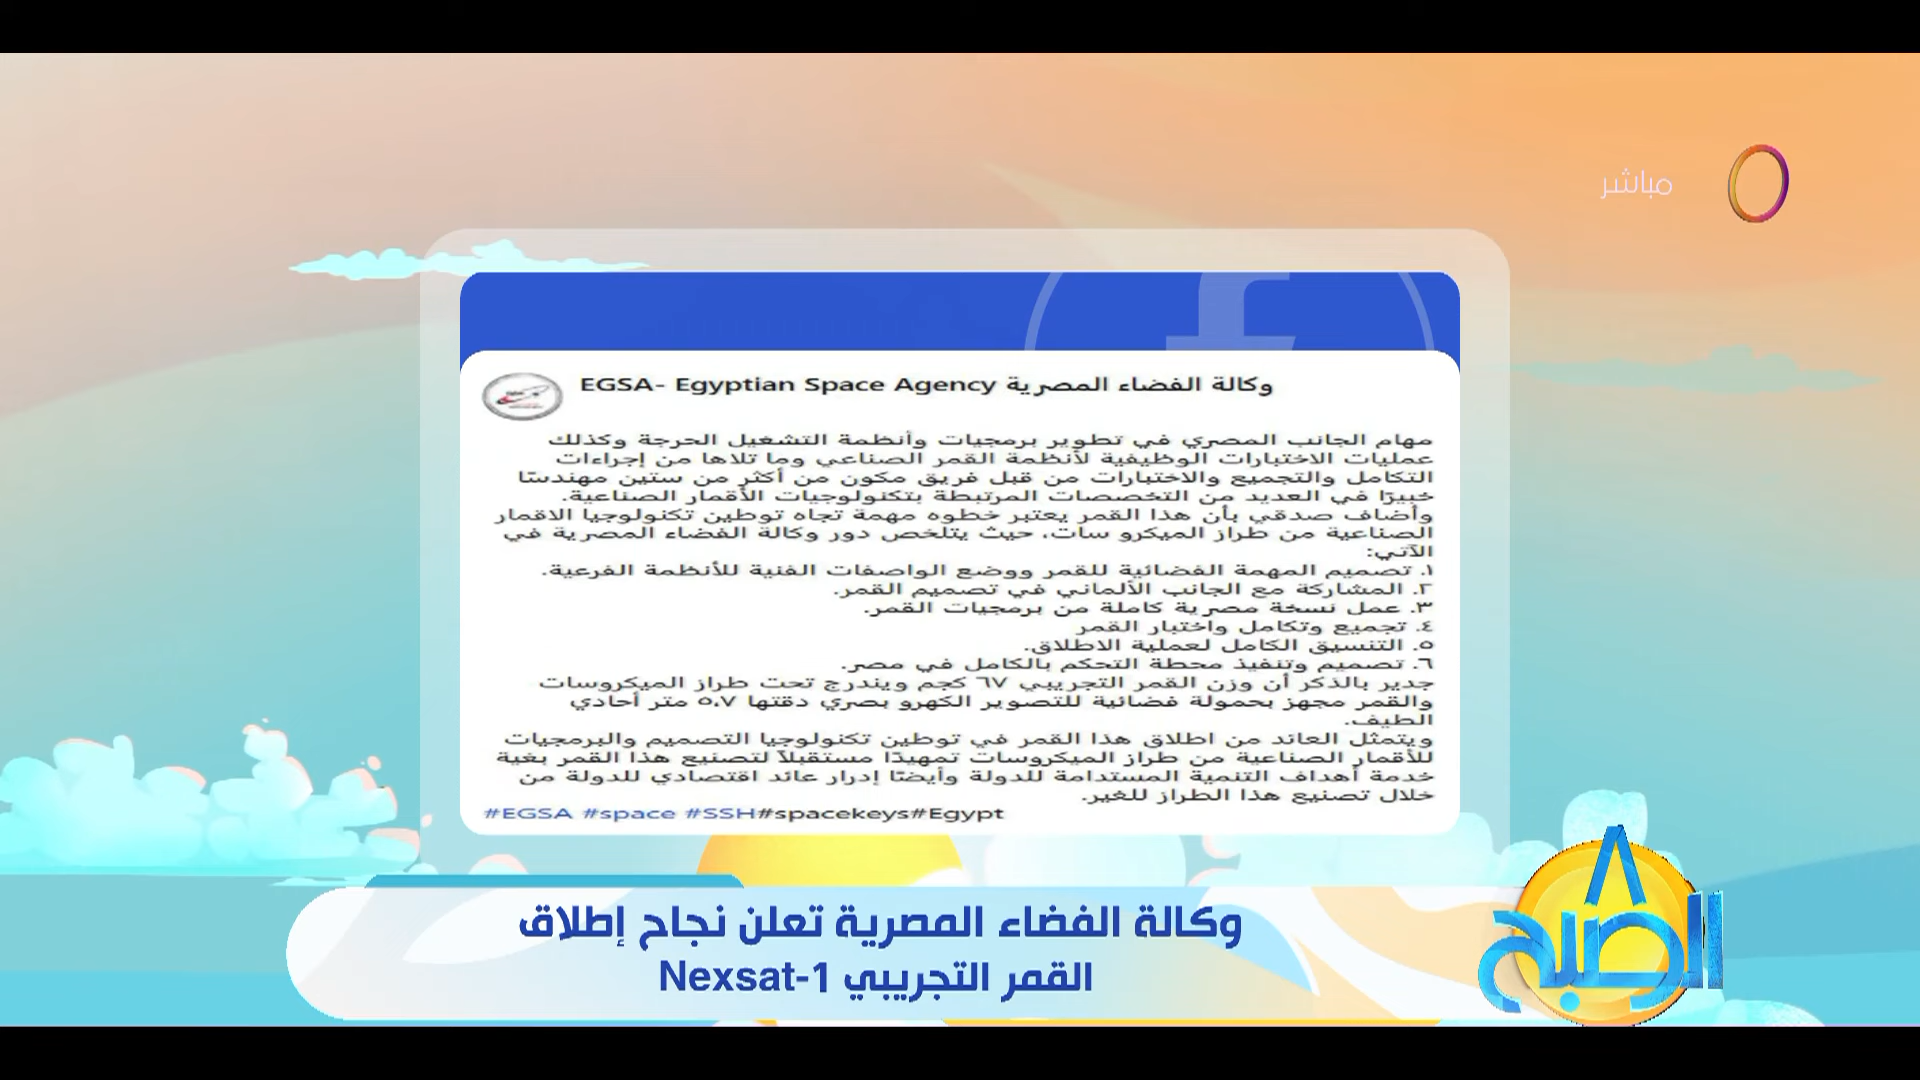 مباشر
EGSA- Egyptian Space Agency وكالة الفضاء المصرية
مهام الجانب المصري في تطوير برمجيات وأنظمة التشغيل الحرجة وكذلك
عمليات الاختبارات الوظيفية لأنظمة القمر الصناعي وما تلاها من إجراءات
التكامل والتجميع والاختبارات من قبل فريق مكون من أكثر من ستين مهندسًا
خبيرًا في العديد من التخصصات المرتبطة بتكنولوجيات الأقمار الصناعية.
وأضاف صدقي بأن هذا القمر يعتبر خطوه مهمة تجاه توطين تكنولوجيا الاقمار
الصناعية من طراز الميكرو سات، حيث يتلخص دور وكالة الفضاء المصرية في
الآتي:
١. تصميم المهمة الفضائية للقمر ووضع الواصفات الفنية للأنظمة الفرعية.
٢. المشاركة مع الجانب الألماني في تصميم القمر.
٣. عمل نسخة مصرية كاملة من برمجيات القمر.
٤. تجميع وتكامل واختبار القمر
٥. التنسيق الكامل لعملية الاطلاق.
٦. تصميم وتنفيذ محطة التحكم بالكامل في مصر.
جدير بالذكر أن وزن القمر التجريبي ٦٧ كجم ويندرج تحت طراز الميكروسات
والقمر مجهز بحمولة فضائية للتصوير الكهرو بصري دقتها ٥،٧ متر أحادي
الطيف.
ويتمثل العائد من اطلاق هذا القمر في توطين تكنولوجيا التصميم والبرمجيات
للأقمار الصناعية من طراز الميكروسات تمهيدًا مستقبلاً لتصنيع هذا القمر بغية
خدمة أهداف التنمية المستدامة للدولة وأيضًا إدرار عائد اقتصادي للدولة من
خلال تصنيع هذا الطراز للغير.
#EGSA #space #SSH#spacekeys#Egypt
وكالة الفضاء المصرية تعلن نجاح إطلاق
القمر التجريبي Nexsat-1
٨ الصبح